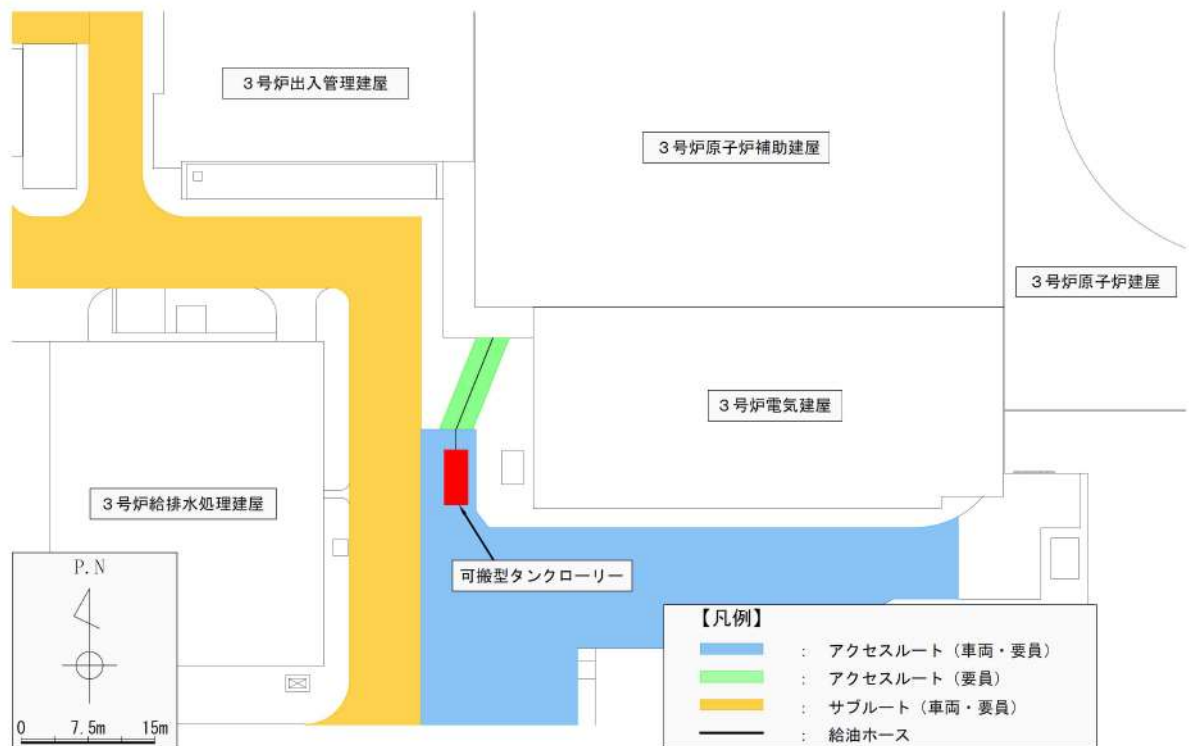 3号炉出入管理建屋
3号炉原子炉補助建屋
3号炉原子炉建屋
3号炉電気建屋
3号炉給排水処理建屋
可搬型タンクローリー
P.N
0 7.5m 15m
【凡例】
： アクセスルート（車両・要員）
： アクセスルート（要員）
： サブルート（車両・要員）
： 給油ホース